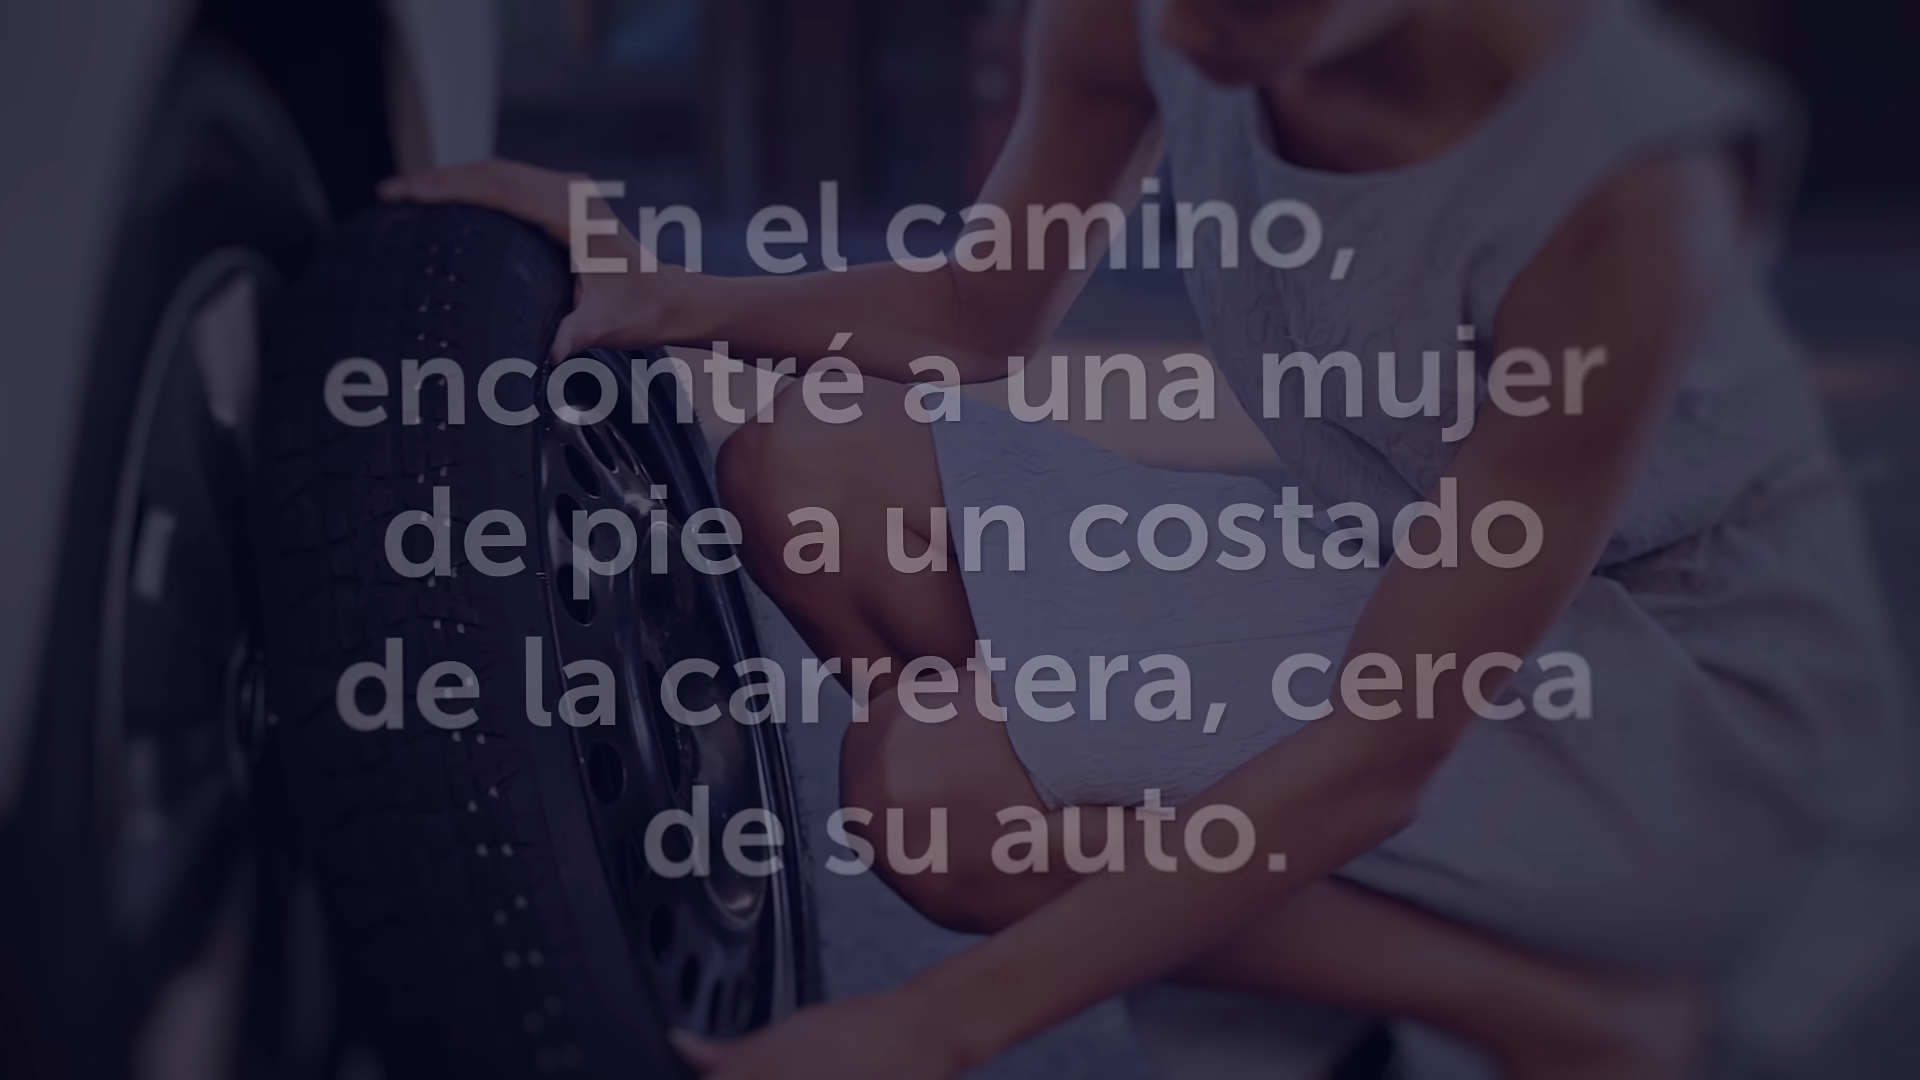 En el camino,
encontré a una mujer
de pie a un costado
de la carretera, cerca
de su auto.